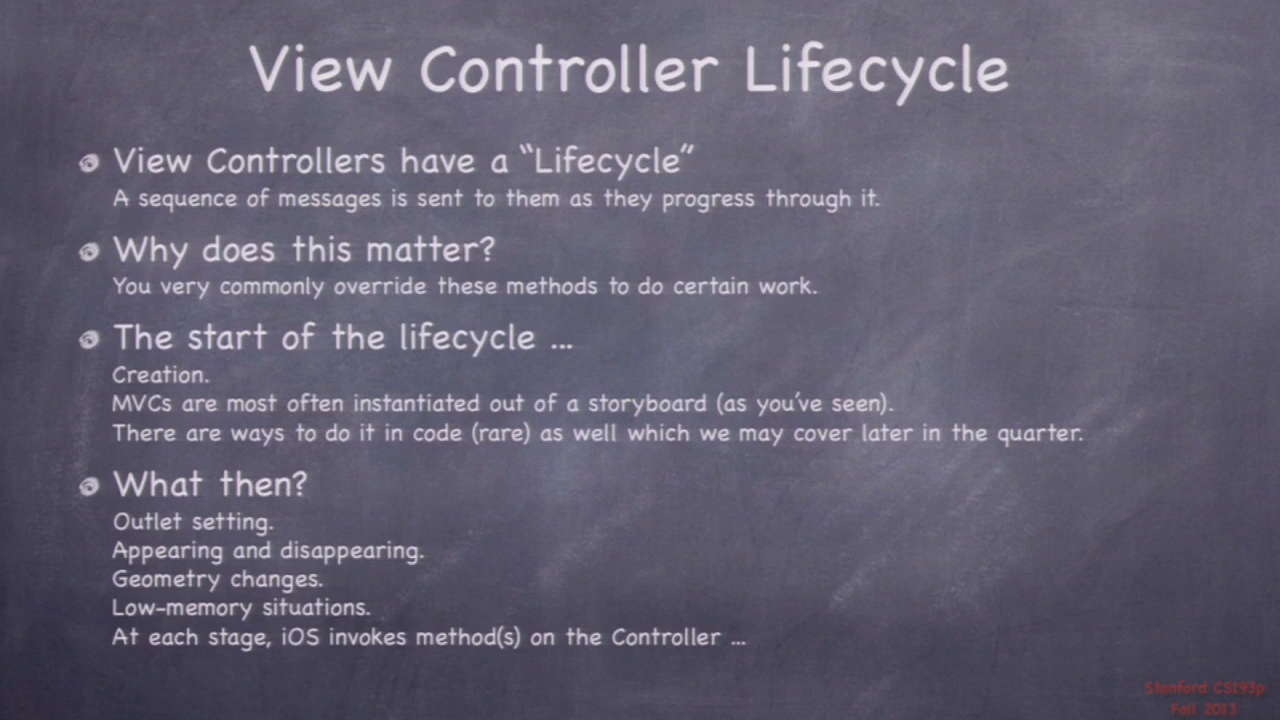 View Controller Lifecycle
View Controllers have a “Lifecycle”
A sequence of messages is sent to them as they progress through it.
Why does this matter?
You very commonly override these methods to do certain work.
The start of the lifecycle ...
Creation.
MVCs are most often instantiated out of a storyboard (as you’ve seen).
There are ways to do it in code (rare) as well which we may cover later in the quarter.
What then?
Outlet setting.
Appearing and disappearing.
Geometry changes.
Low-memory situations.
At each stage, iOS invokes method(s) on the Controller ...
Stanford CS193p
Fall 2013